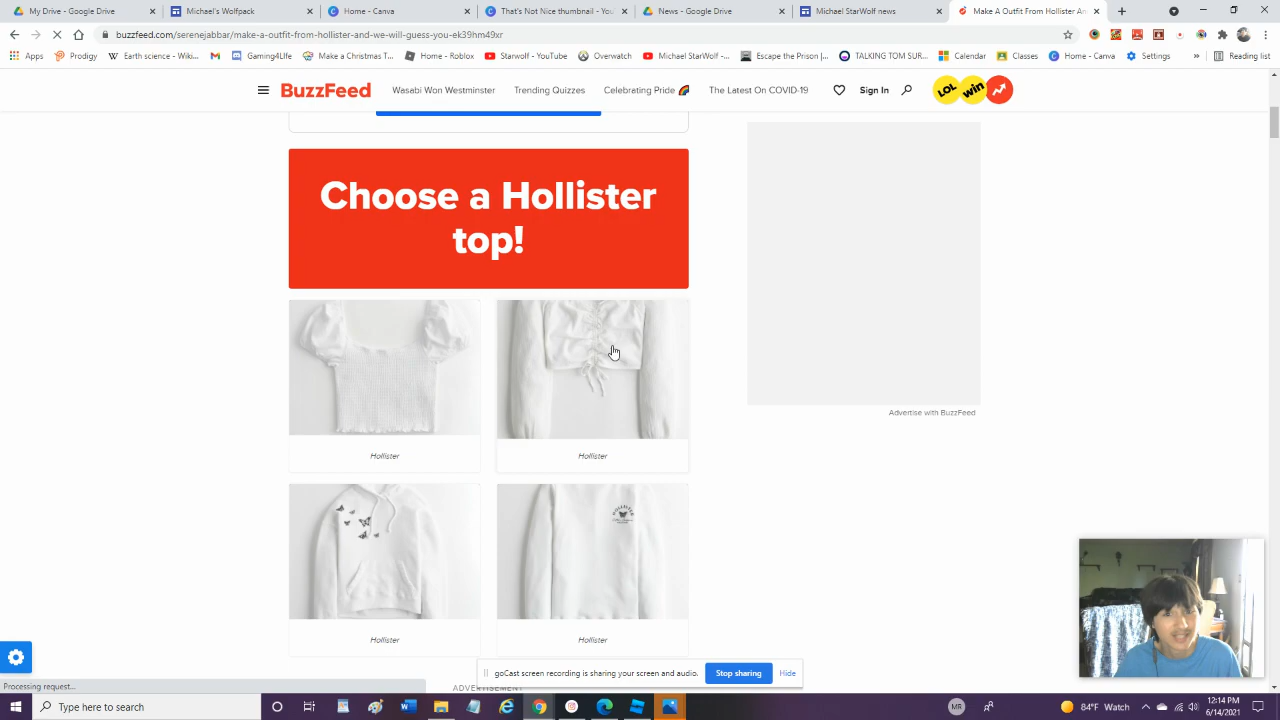 My Drive - Google Drive
Michael's Wolfpack
Home - Canva
That's Not Nice thumbnail - You
News - Google Drive
Michael StarWolf news
Make A Outfit From Hollister An
buzzfeed.com/serenejabbar/make-a-outfit-from-hollister-and-we-will-guess-you-ek39hm49xr
Apps Prodigy Earth science - Wiki... Gaming4Life Make a Christmas T... Home - Roblox Starwolf - YouTube Overwatch Michael StarWolf -... Escape the Prison |... TALKING TOM SUR... Calendar Classes Home - Canva Settings » Reading list
BuzzFeed Wasabi Won Westminster Trending Quizzes Celebrating Pride The Latest On COVID-19 Sign In LOL win
Choose a Hollister
top!
Advertise with BuzzFeed
Hollister Hollister
HOLLISTER
Hollister Hollister
goCast screen recording is sharing your screen and audio. Stop sharing Hide
Processing request...
ADVERTISEMENT
Type here to search
MR
84°F Watch
12:14 PM
6/14/2021